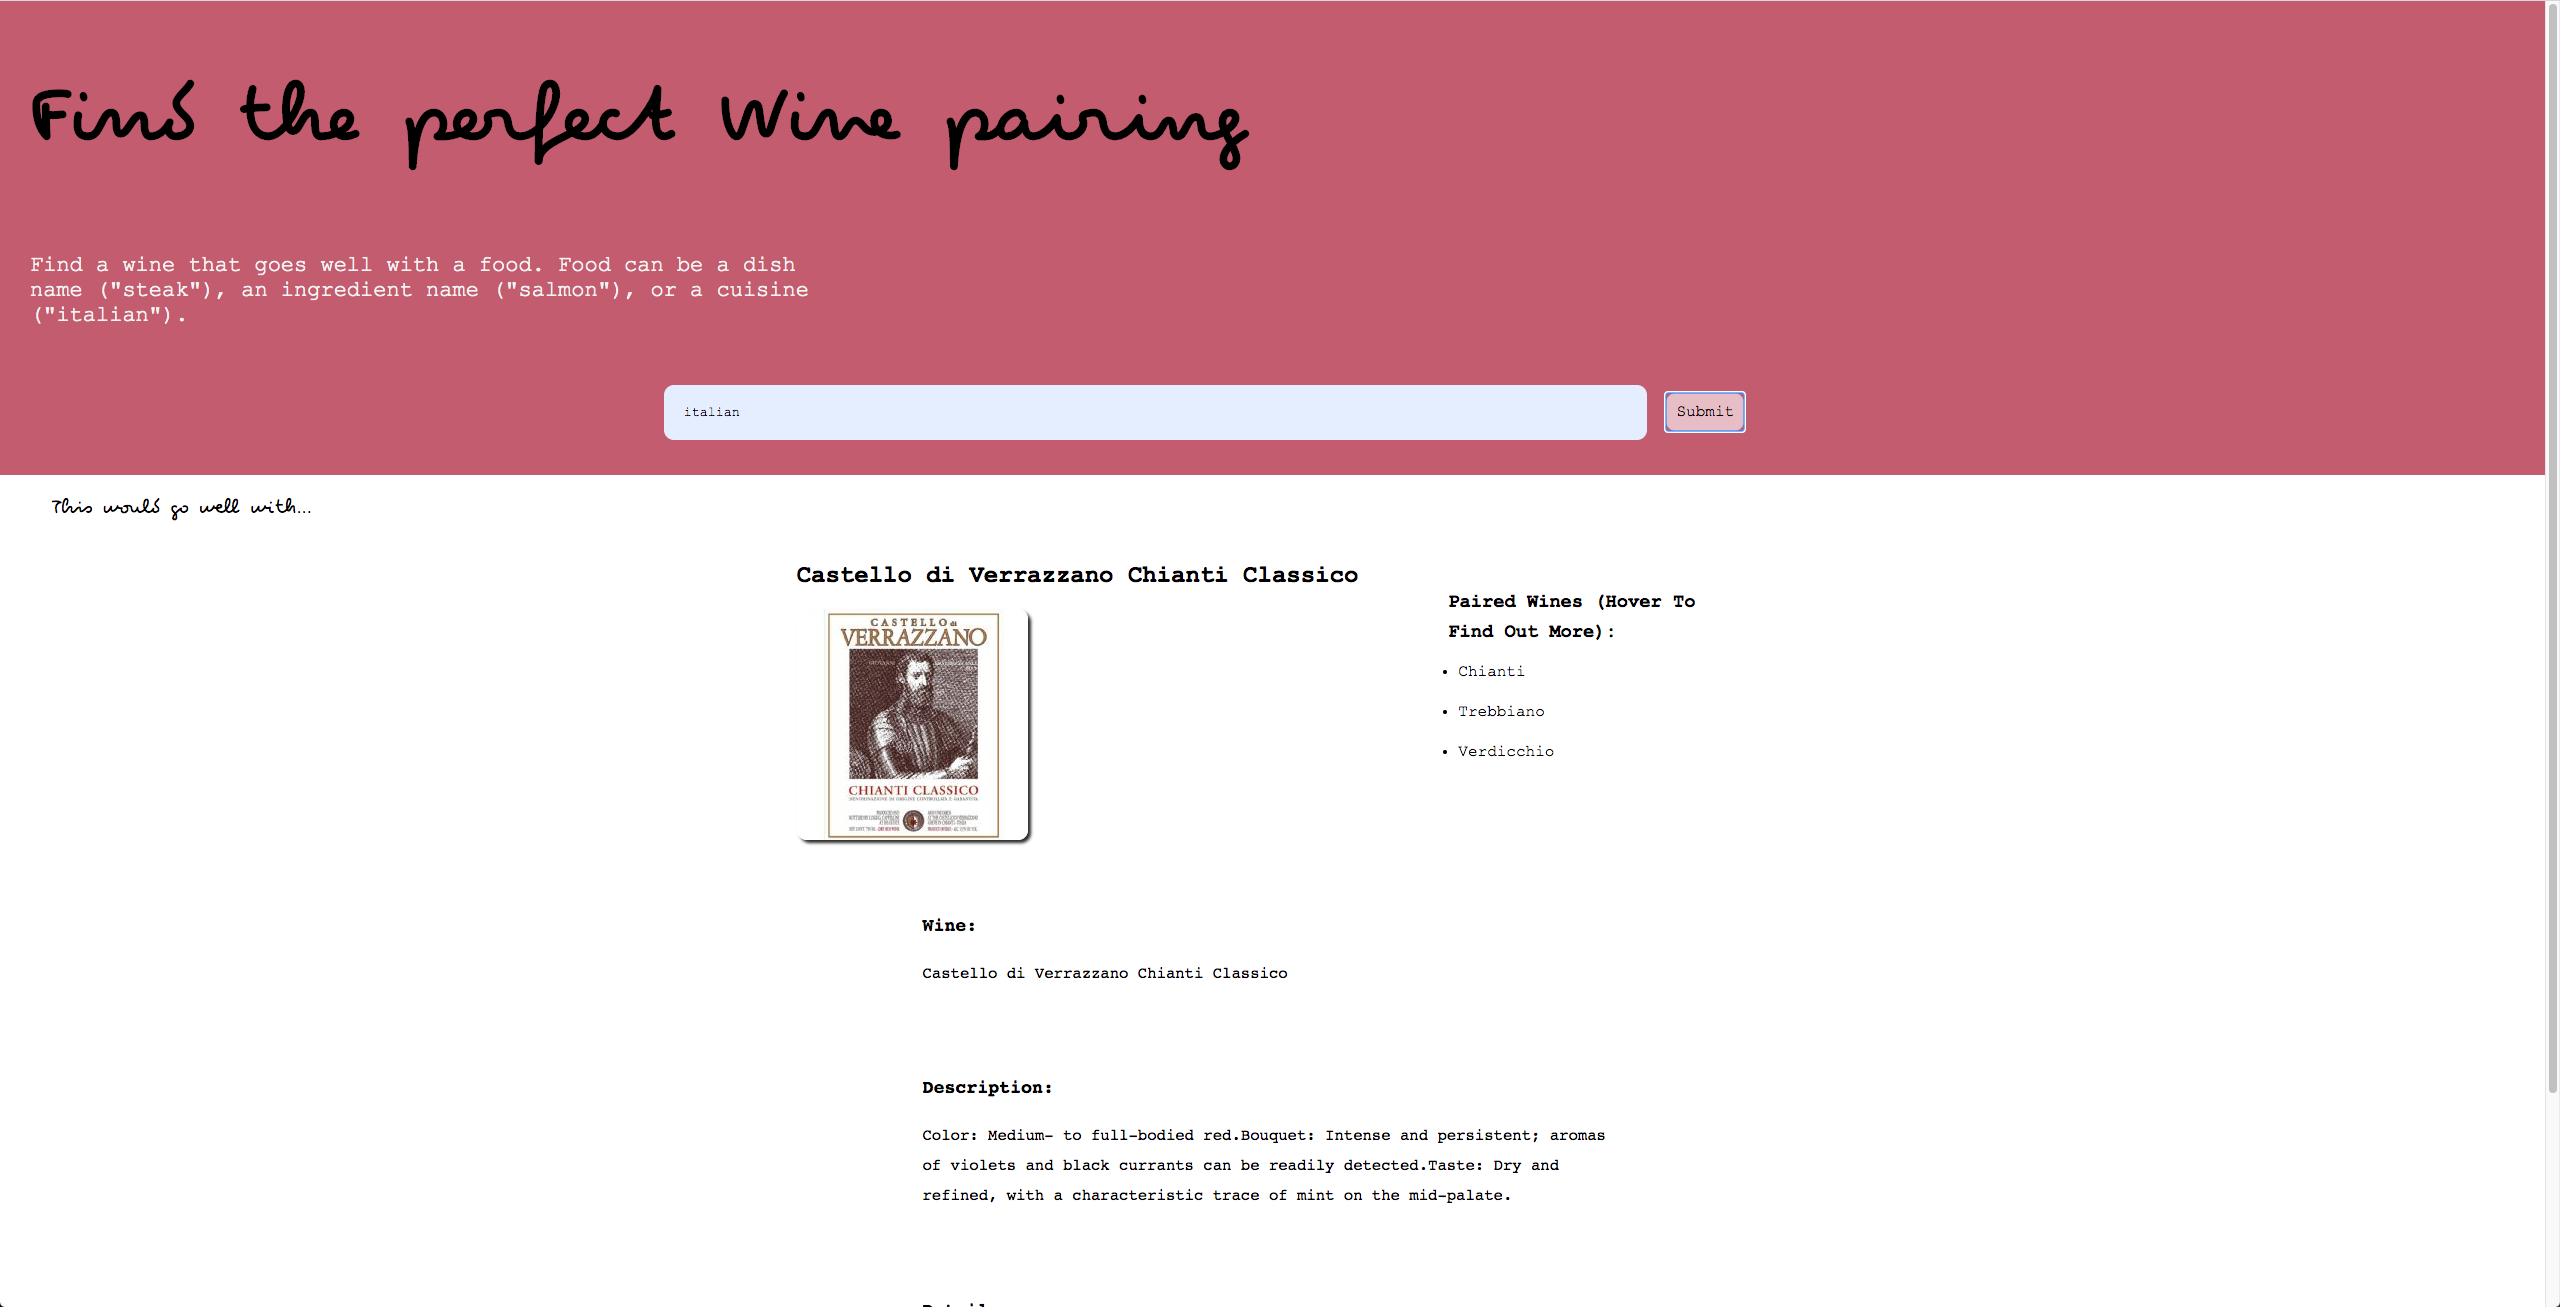 Find the perfect Wine pairing
Find a wine that goes well with a food. Food can be a dish
name ("steak"), an ingredient name ("salmon"), or a cuisine
("italian").
italian
Submit
This would go well with...
Castello di Verrazzano Chianti Classico
CASTELLO di
VERRAZZANO
CHIANTI CLASSICO
Paired Wines (Hover To
Find Out More):
• Chianti
• Trebbiano
• Verdicchio
Wine:
Castello di Verrazzano Chianti Classico
Description:
Color: Medium- to full-bodied red.Bouquet: Intense and persistent; aromas
of violets and black currants can be readily detected.Taste: Dry and
refined, with a characteristic trace of mint on the mid-palate.